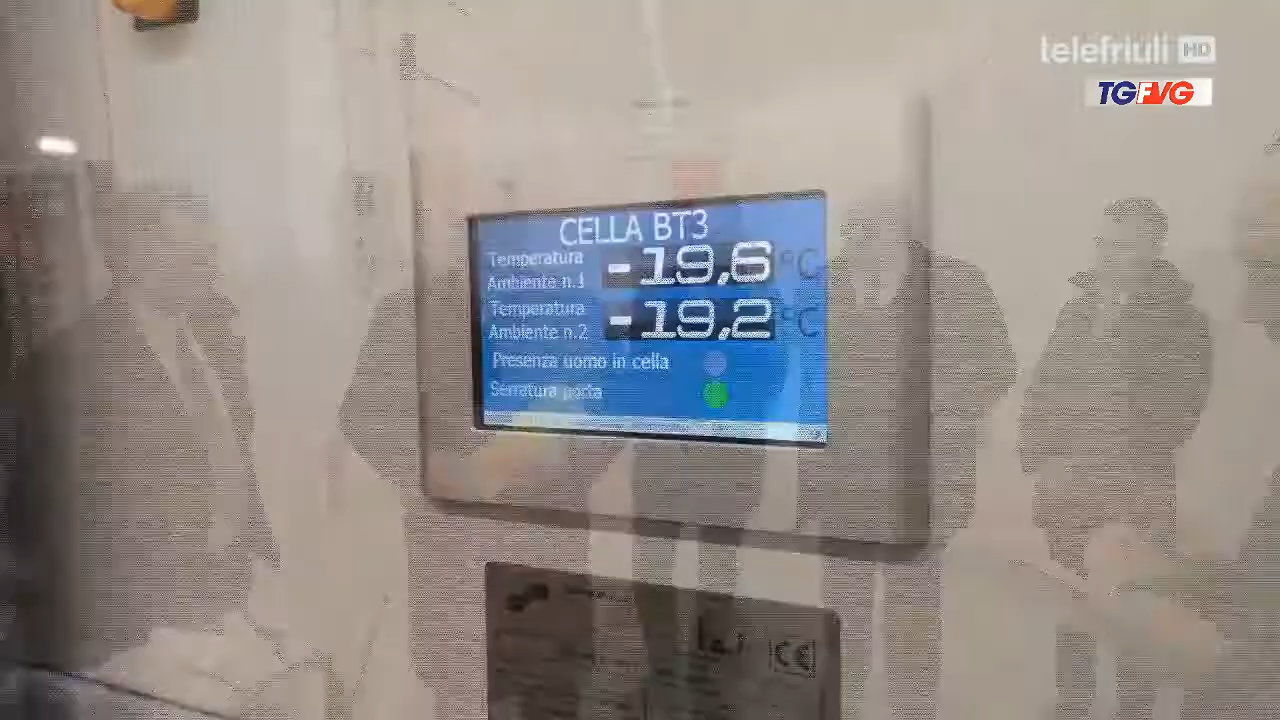 telefriuli HD
TGFVG
CELLA BT3
Temperatura
Ambiente n.1
-19,6 °C
Temperatura
Ambiente n.2
-19,2 °C
Presenza uomo in cella
Serratura porta
CE